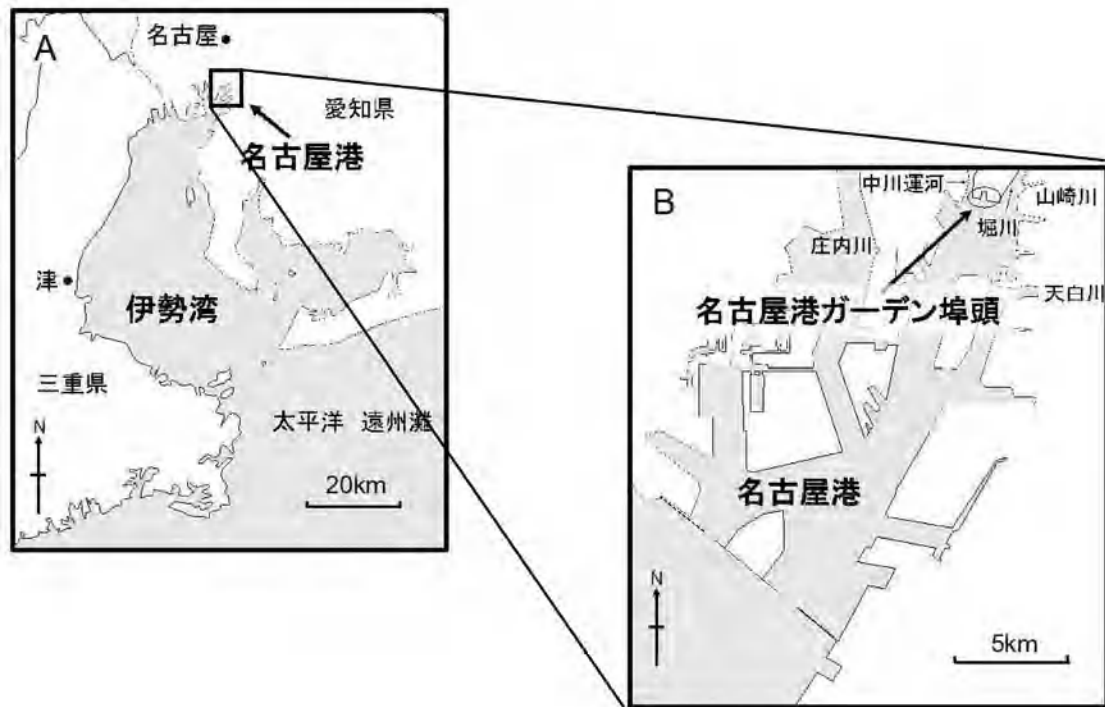 A
名古屋
愛知県
名古屋港
津
伊勢湾
三重県
太平洋 遠州灘
N
20km
B
中川運河
山崎川
堀川
庄内川
天白川
名古屋港ガーデン埠頭
名古屋港
N
5km